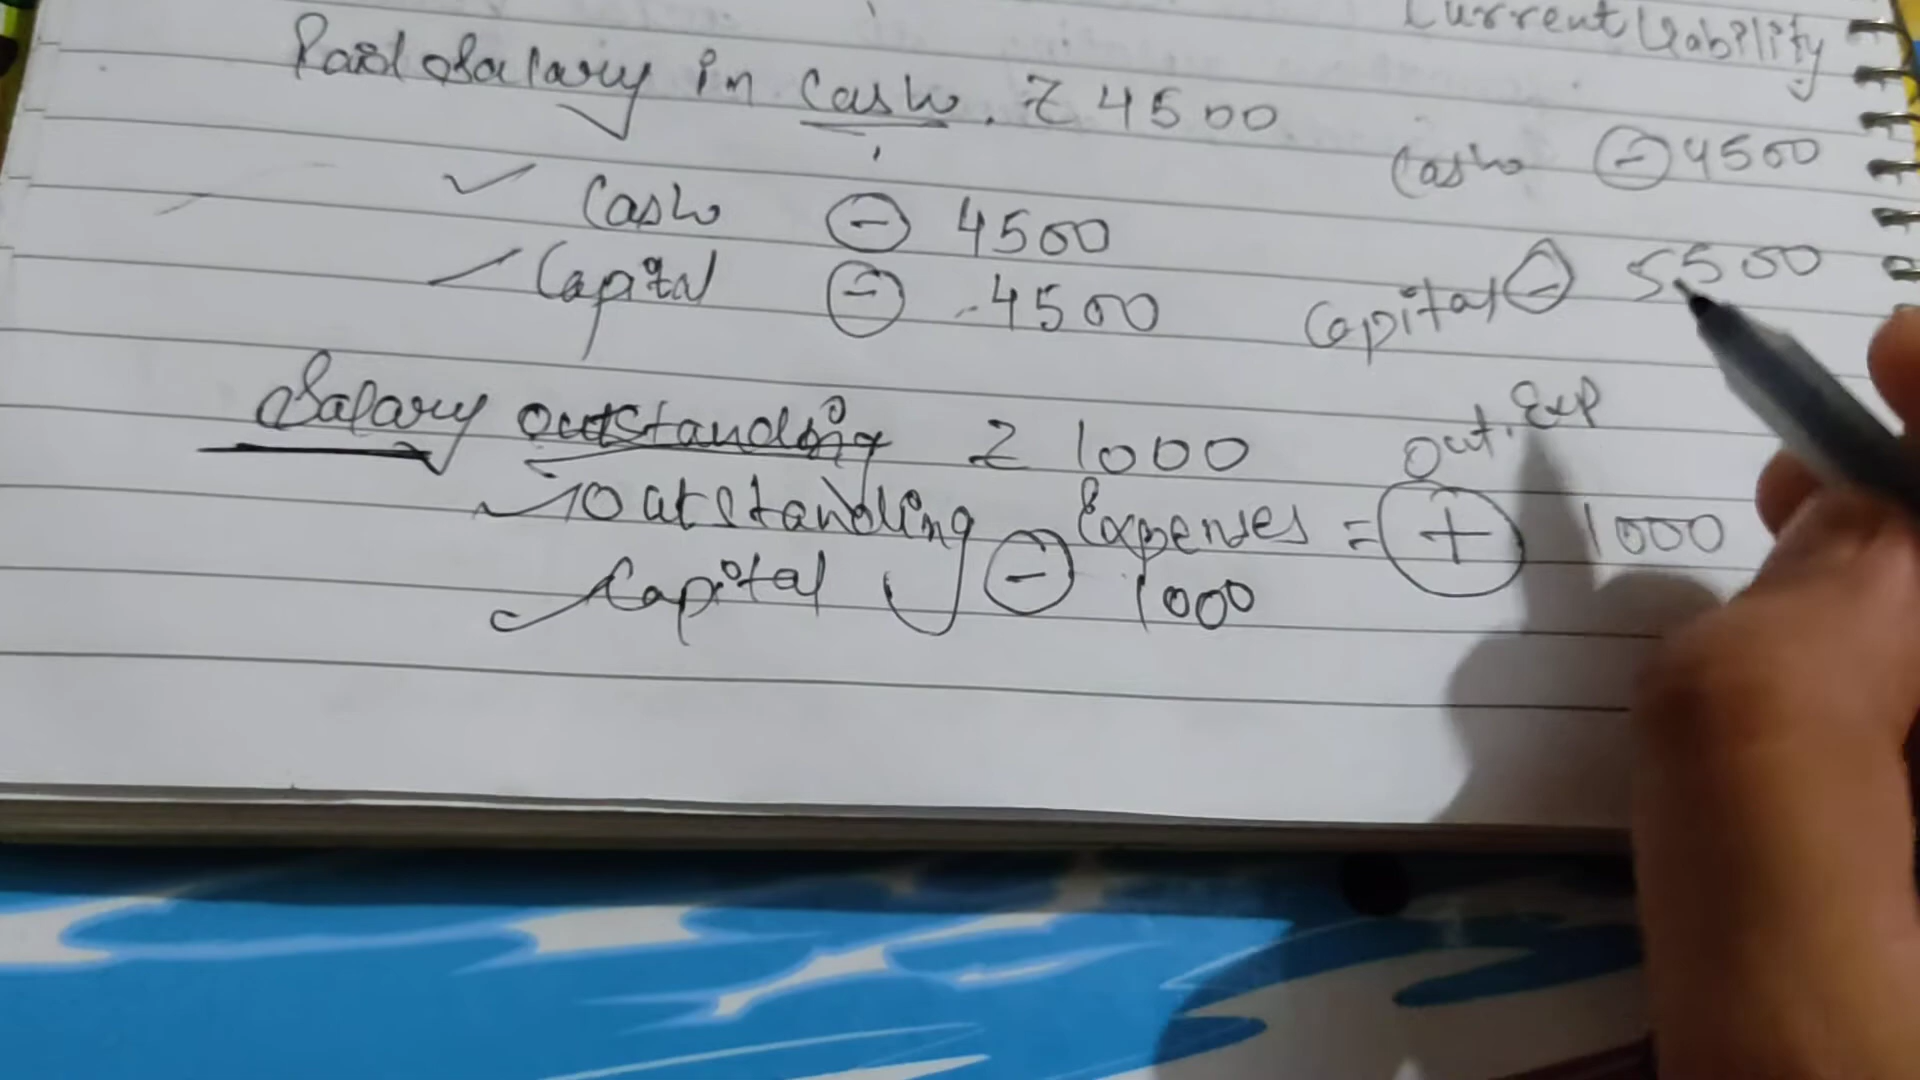 Current Liability
Paid Salary in Cash. ₹ 4500
Cash (-) 4500
Cash (-) 4500
Capital (-) 5500
Capital (-) 4500
Out. Exp
Salary outstanding ₹ 1000
Outstanding Expenses = (+) 1000
Capital (-) 1000